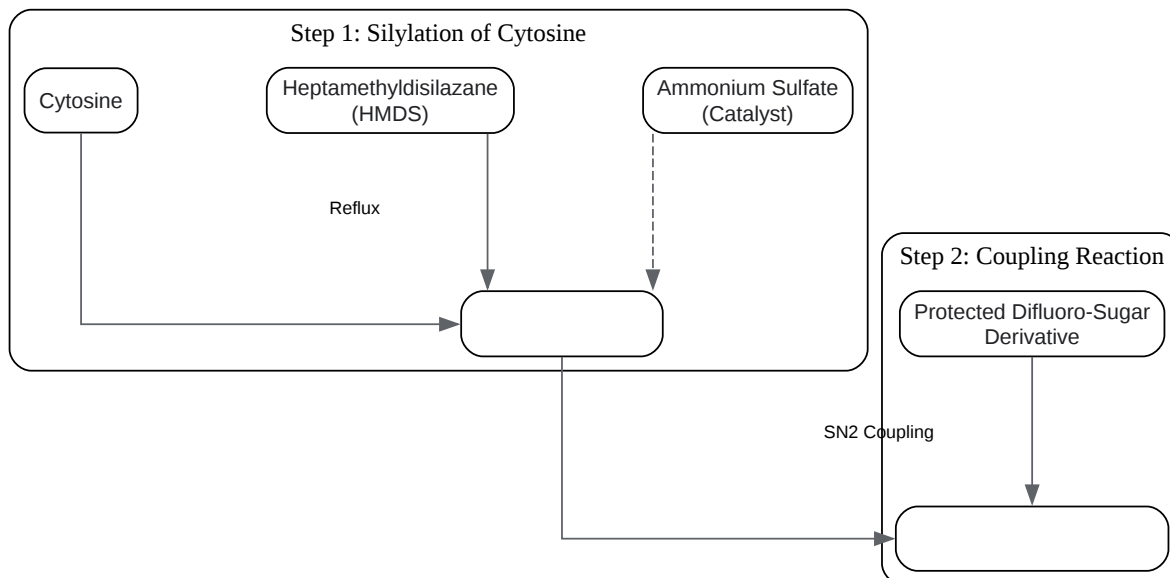 Step 1: Silylation of Cytosine
Cytosine
Heptamethyldisilazane
(HMDS)
Ammonium Sulfate
(Catalyst)
Reflux
Step 2: Coupling Reaction
Protected Difluoro-Sugar
Derivative
SN2 Coupling